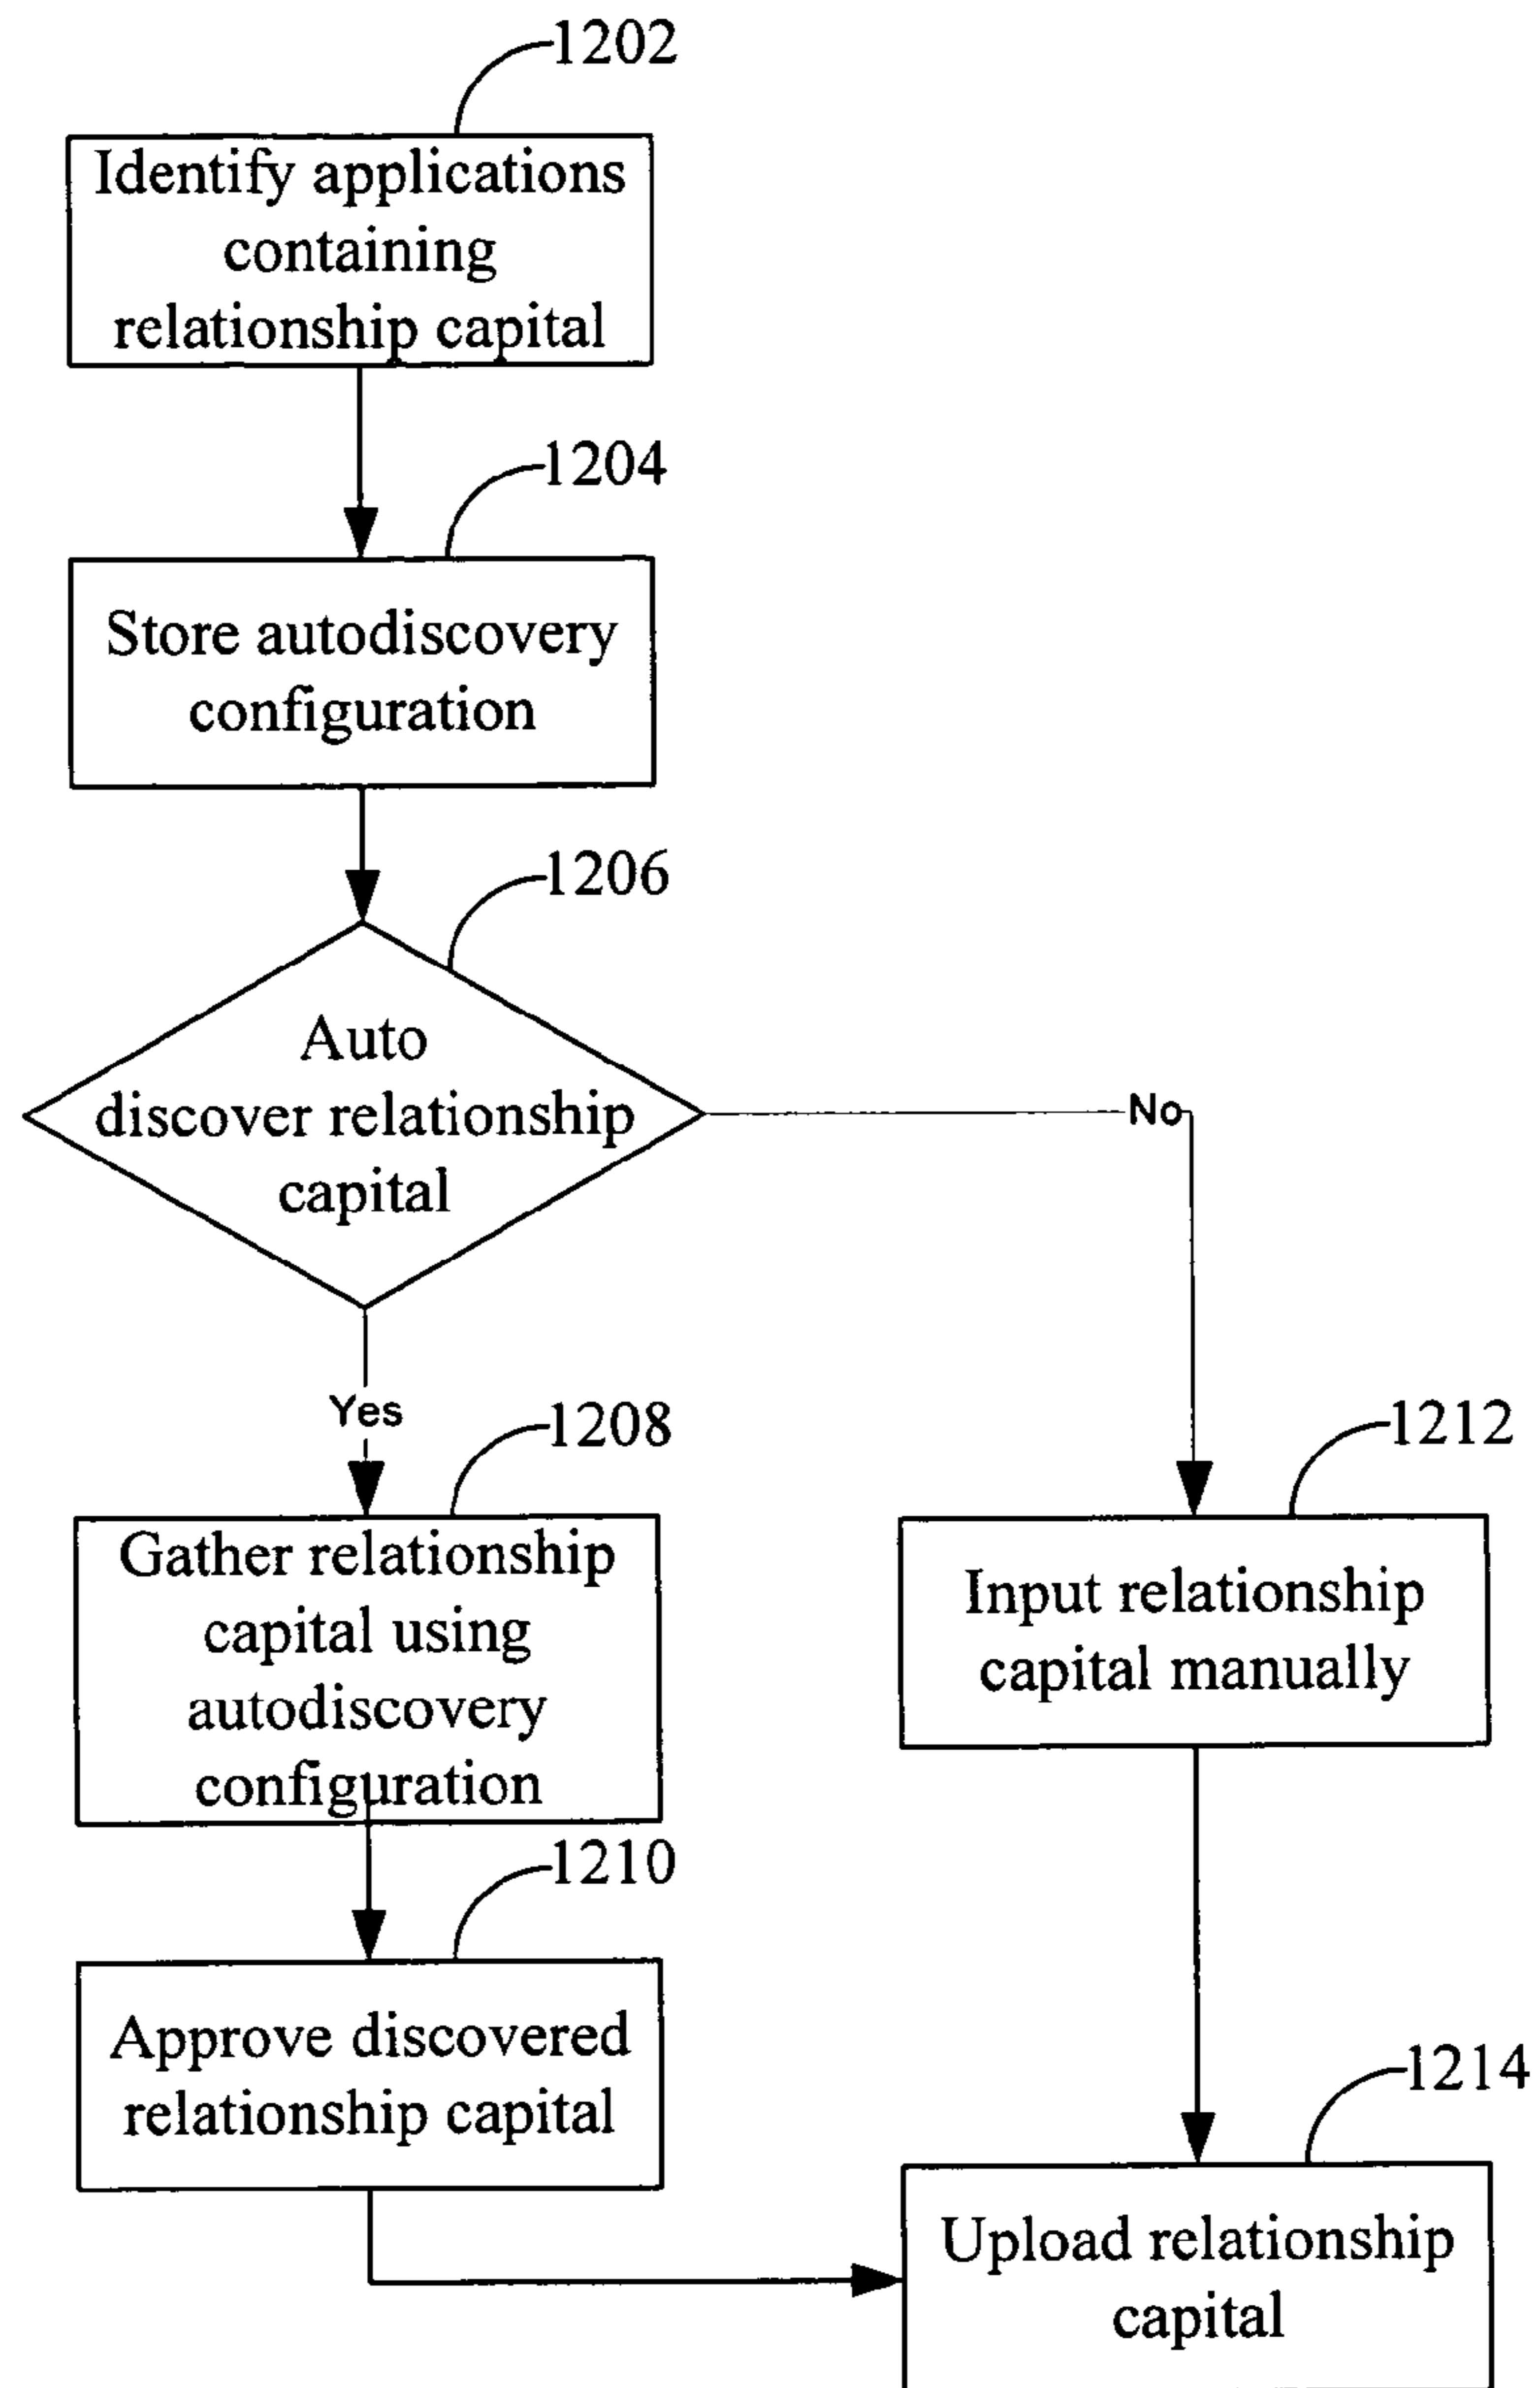 1202
Identify applications
containing
relationship capital
1204
Store autodiscovery
configuration
1206
Auto
discover relationship
capital
No
Yes
1208
Gather relationship
capital using
autodiscovery
configuration
1212
Input relationship
capital manually
1210
Approve discovered
relationship capital
1214
Upload relationship
capital